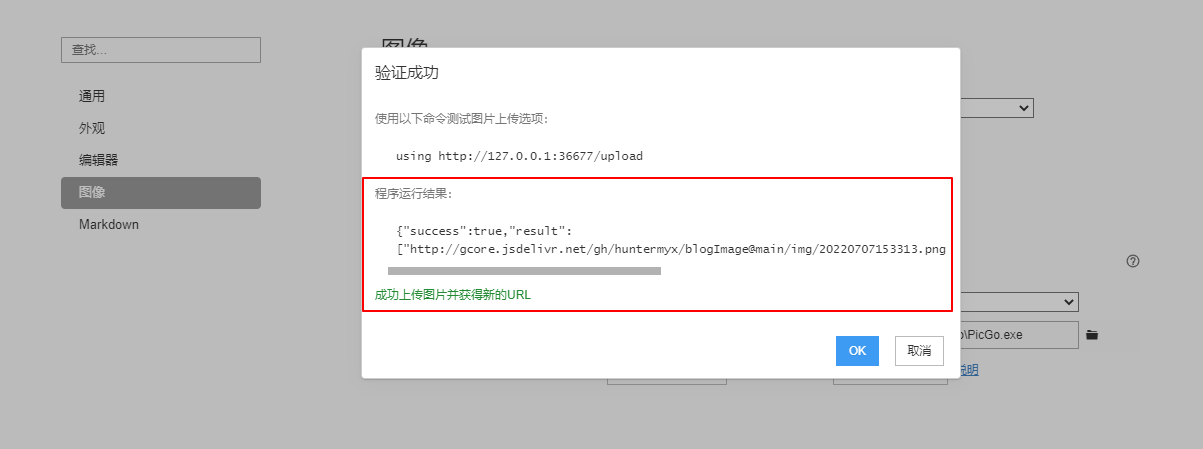 图像
查找...
验证成功
通用
使用以下命令测试图片上传选项:
外观
编辑器
using http://127.0.0.1:36677/upload
图像
程序运行结果:
Markdown
{"success":true,"result":
["http://gcore.jsdelivr.net/gh/huntermyx/blogImage@main/img/20220707153313.png
成功上传图片并获得新的URL
\PicGo.exe
OK
取消
说明